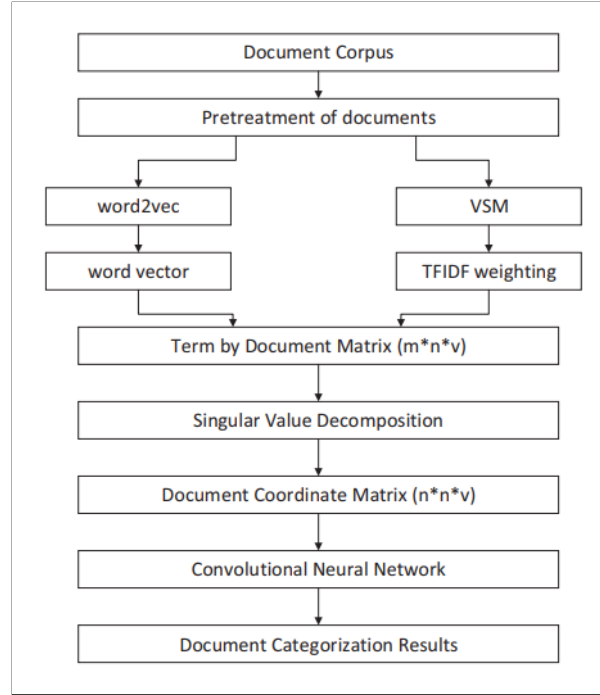 Document Corpus
Pretreatment of documents
word2vec
VSM
word vector
TFIDF weighting
Term by Document Matrix (m*n*v)
Singular Value Decomposition
Document Coordinate Matrix (n*n*v)
Convolutional Neural Network
Document Categorization Results